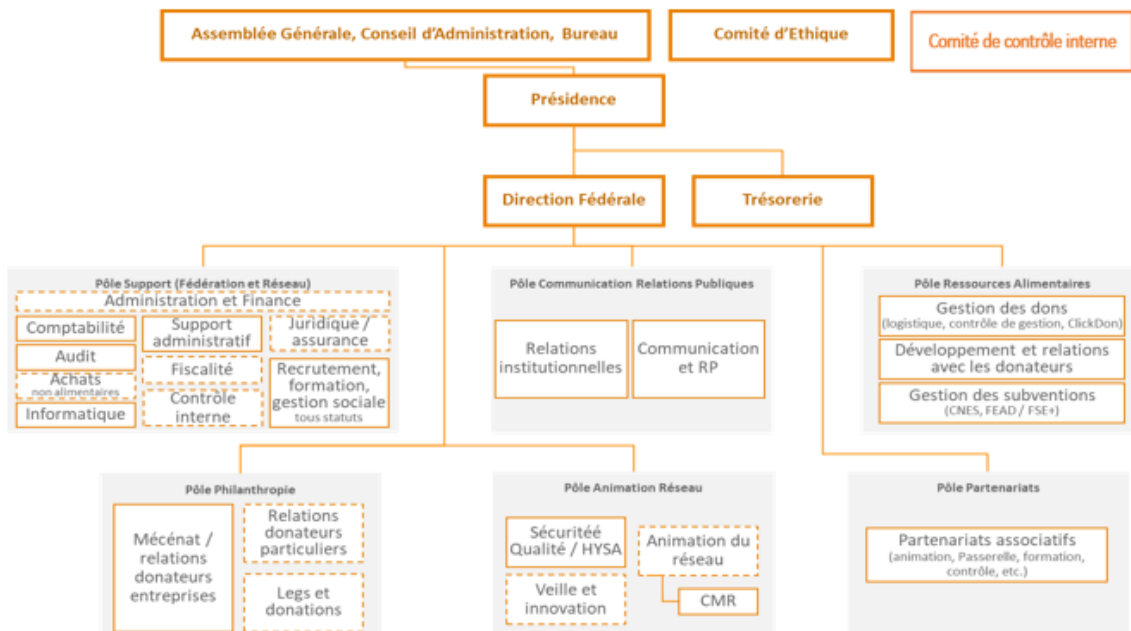 Assemblée Générale, Conseil d'Administration, Bureau
Comité d'Ethique
Comité de contrôle interne
Présidence
Direction Fédérale
Trésorerie
Pôle Support (Fédération et Réseau)
Administration et Finance
Comptabilité
Audit
Achats
non alimentaires
Informatique
Support
administratif
Fiscalité
Contrôle
interne
Juridique /
assurance
Recrutement,
formation,
gestion sociale
tous statuts
Pôle Communication Relations Publiques
Relations
institutionnelles
Communication
et RP
Pôle Ressources Alimentaires
Gestion des dons
(logistique, contrôle de gestion, ClickDon)
Développement et relations
avec les donateurs
Gestion des subventions
(CNES, FEAD / FSE+)
Pôle Philanthropie
Mécénat /
relations
donateurs
entreprises
Relations
donateurs
particuliers
Legs et
donations
Pôle Animation Réseau
Sécuritéé
Qualité / HYSA
Veille et
innovation
Animation du
réseau
CMR
Pôle Partenariats
Partenariats associatifs
(animation, Passerelle, formation,
contrôle, etc.)